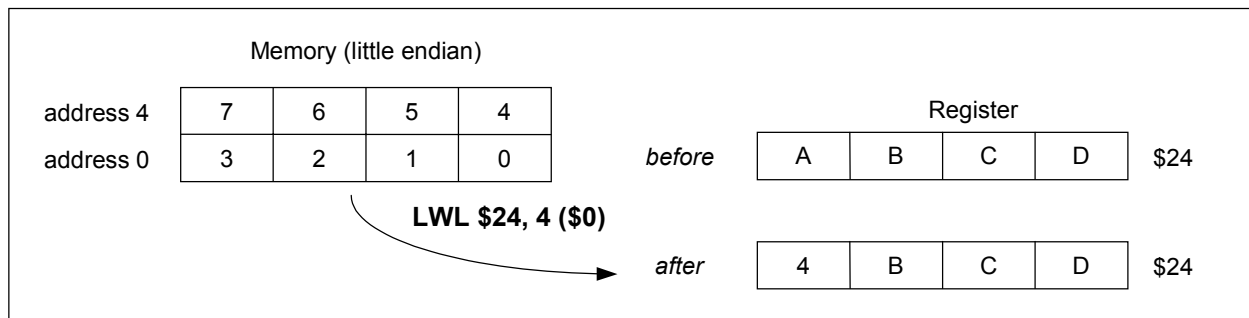 Memory (little endian)
address 4 7 6 5 4
address 0 3 2 1 0
Register
before A B C D $24
LWL $24, 4 ($0)
after 4 B C D $24